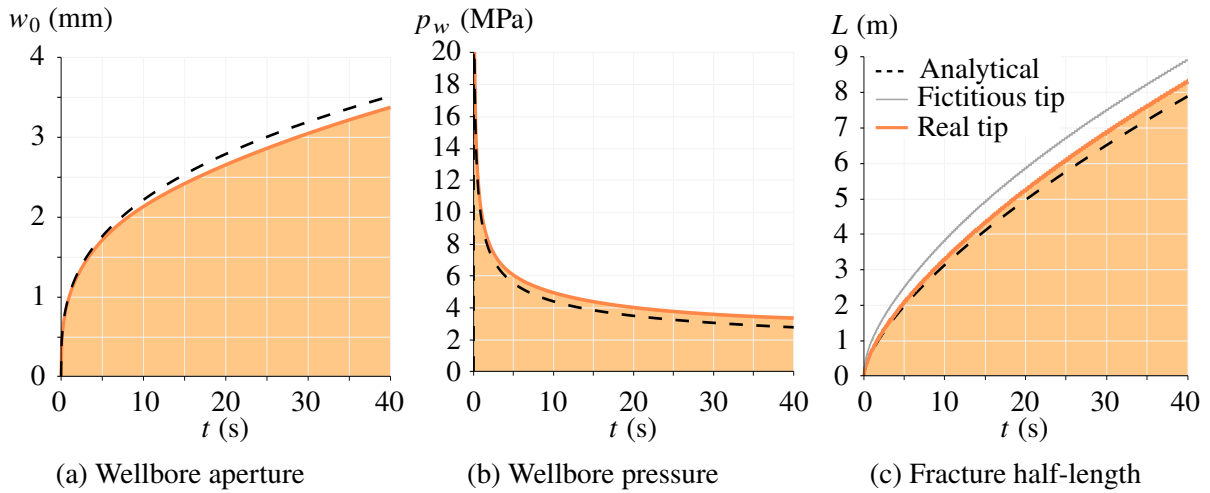 w₀ (mm)
4
3
2
1
0
0 10 20 30 40
t (s)
(a) Wellbore aperture
p_w (MPa)
20
18
16
14
12
10
8
6
4
2
0
0 10 20 30 40
t (s)
(b) Wellbore pressure
L (m)
9
8
7
6
5
4
3
2
1
0
Analytical
Fictitious tip
Real tip
0 10 20 30 40
t (s)
(c) Fracture half-length